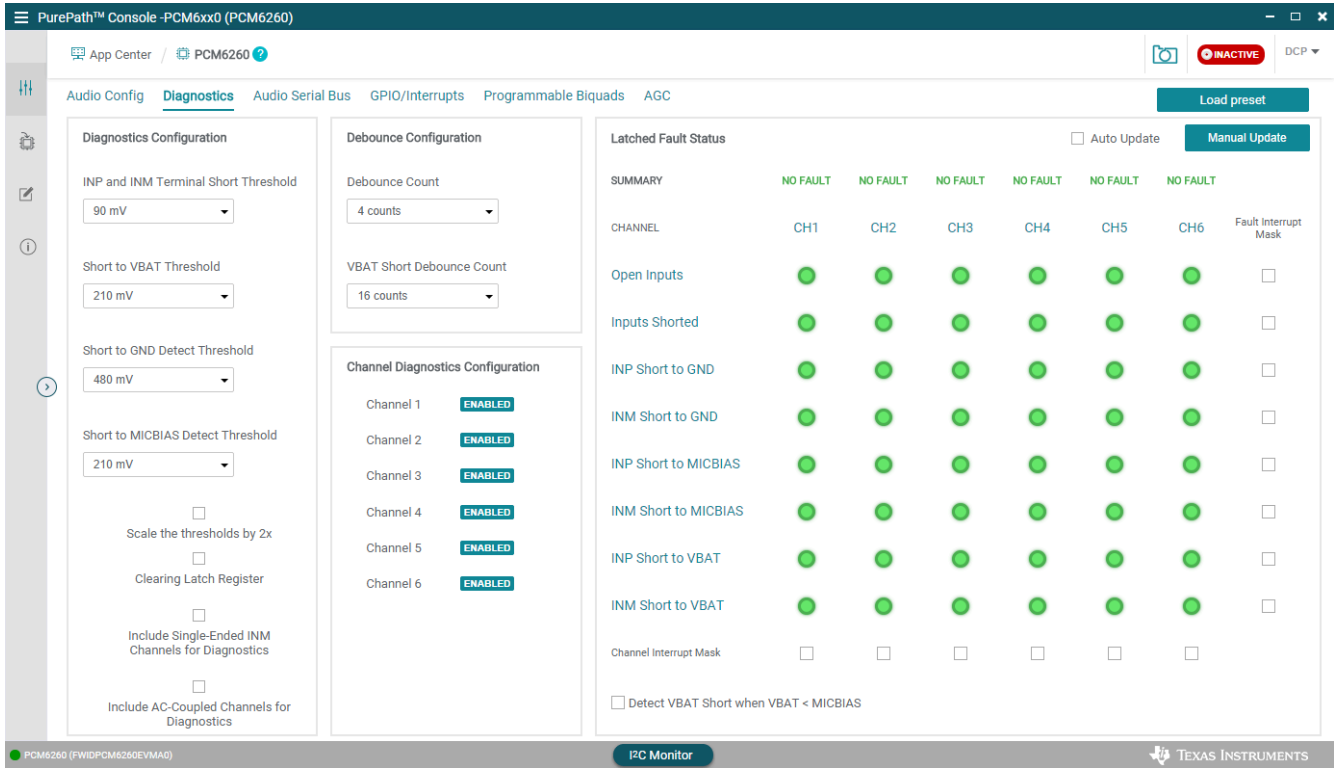 PurePath™ Console -PCM6xx0 (PCM6260)
App Center / PCM6260 ?
INACTIVE
DCP
Audio Config Diagnostics Audio Serial Bus GPIO/Interrupts Programmable Biquads AGC
Load preset
Diagnostics Configuration
INP and INM Terminal Short Threshold
90 mV
Short to VBAT Threshold
210 mV
Short to GND Detect Threshold
480 mV
Short to MICBIAS Detect Threshold
210 mV
Scale the thresholds by 2x
Clearing Latch Register
Include Single-Ended INM
Channels for Diagnostics
Include AC-Coupled Channels for
Diagnostics
Debounce Configuration
Debounce Count
4 counts
VBAT Short Debounce Count
16 counts
Channel Diagnostics Configuration
Channel 1 ENABLED
Channel 2 ENABLED
Channel 3 ENABLED
Channel 4 ENABLED
Channel 5 ENABLED
Channel 6 ENABLED
Latched Fault Status
Auto Update
Manual Update
SUMMARY NO FAULT NO FAULT NO FAULT NO FAULT NO FAULT NO FAULT
CHANNEL CH1 CH2 CH3 CH4 CH5 CH6 Fault Interrupt
Mask
Open Inputs
Inputs Shorted
INP Short to GND
INM Short to GND
INP Short to MICBIAS
INM Short to MICBIAS
INP Short to VBAT
INM Short to VBAT
Channel Interrupt Mask
Detect VBAT Short when VBAT < MICBIAS
PCM6260 (FWIDPCM6260EVMA0)
I²C Monitor
TEXAS INSTRUMENTS